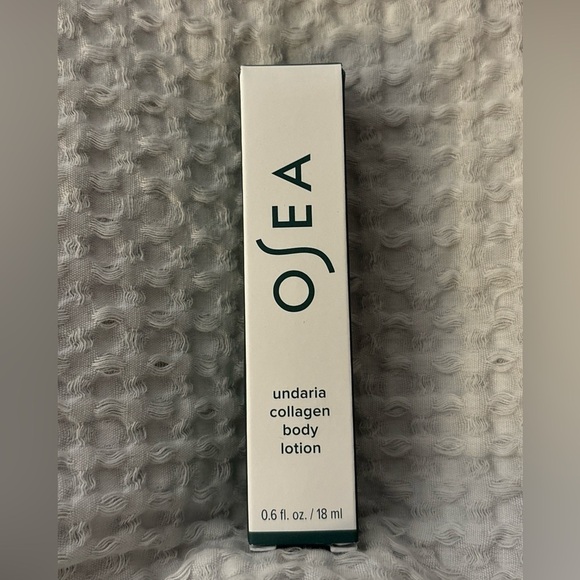 OSEA
undaria
collagen
body
lotion
0.6 fl. oz. / 18 ml